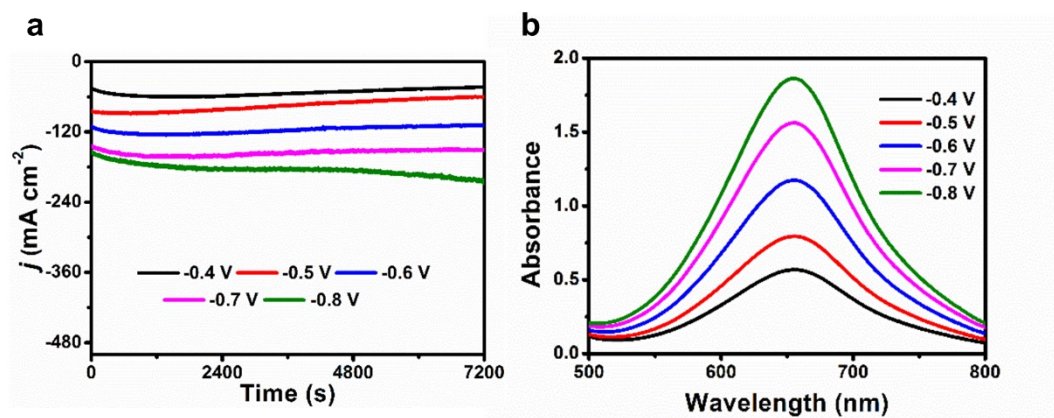 a
0
-120
-240
-360
-480
j (mA cm-2)
-0.4 V -0.5 V -0.6 V
-0.7 V -0.8 V
0 2400 4800 7200
Time (s)
b
2.0
1.5
1.0
0.5
0.0
Absorbance
-0.4 V
-0.5 V
-0.6 V
-0.7 V
-0.8 V
500 600 700 800
Wavelength (nm)